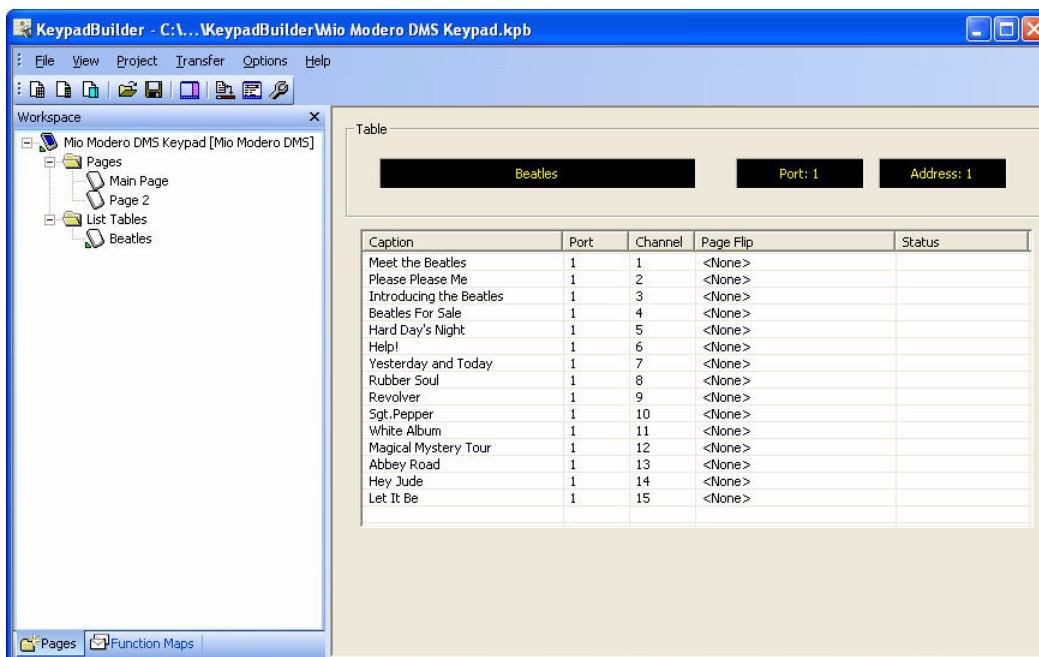 KeypadBuilder - C:\...\KeypadBuilder\Mio Modero DMS Keypad.kpb
File View Project Transfer Options Help
Workspace
Mio Modero DMS Keypad [Mio Modero DMS]
Pages
Main Page
Page 2
List Tables
Beatles
Pages Function Maps
Table
Beatles Port: 1 Address: 1
Caption Port Channel Page Flip Status
Meet the Beatles 1 1 <None>
Please Please Me 1 2 <None>
Introducing the Beatles 1 3 <None>
Beatles For Sale 1 4 <None>
Hard Day's Night 1 5 <None>
Help! 1 6 <None>
Yesterday and Today 1 7 <None>
Rubber Soul 1 8 <None>
Revolver 1 9 <None>
Sgt.Pepper 1 10 <None>
White Album 1 11 <None>
Magical Mystery Tour 1 12 <None>
Abbey Road 1 13 <None>
Hey Jude 1 14 <None>
Let It Be 1 15 <None>